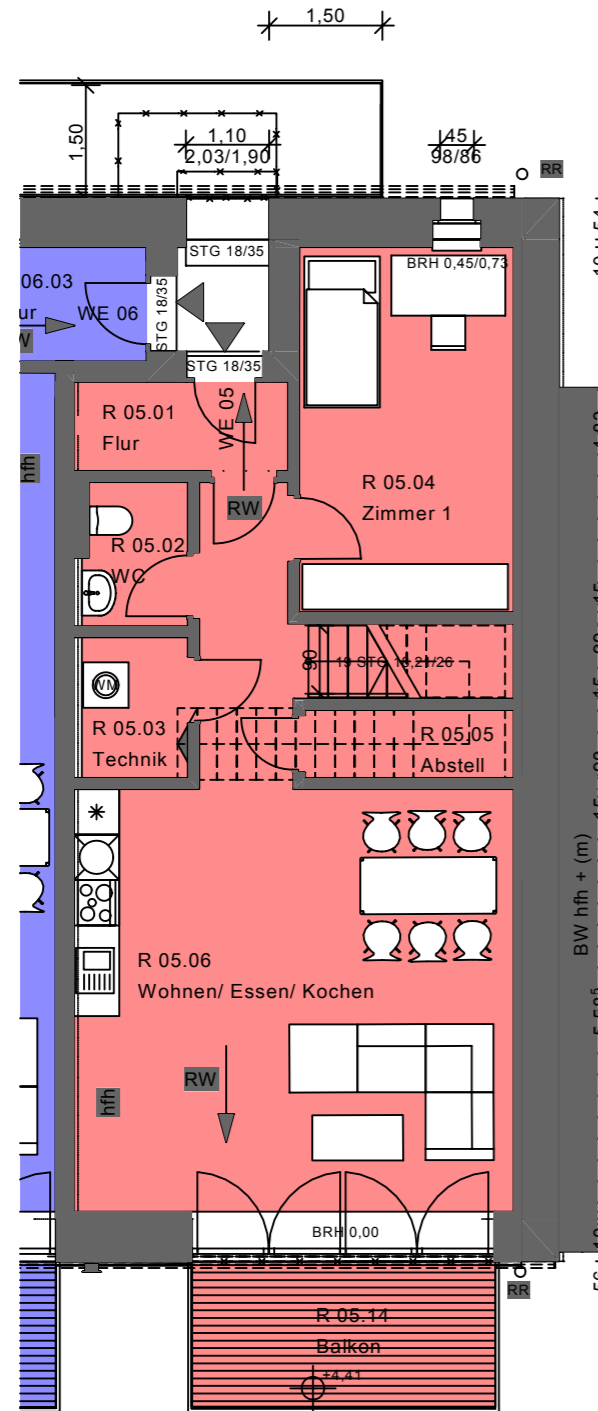 1,50
1,50
1,10
2,03/1,90
45
98/86
RR
STG 18/35
BRH 0,45/0,73
06.03
ur
WE 06
RW
STG 18/35
STG 18/35
R 05.01
Flur
WE 05
hfh
RW
R 05.04
Zimmer 1
R 05.02
WC
90
19 STG 18,21/26
WM
R 05.03
Technik
R 05.05
Abstell
BW hfh + (m)
R 05.06
Wohnen/ Essen/ Kochen
RW
hfh
BRH 0,00
RR
R 05.14
Balkon
+4,41